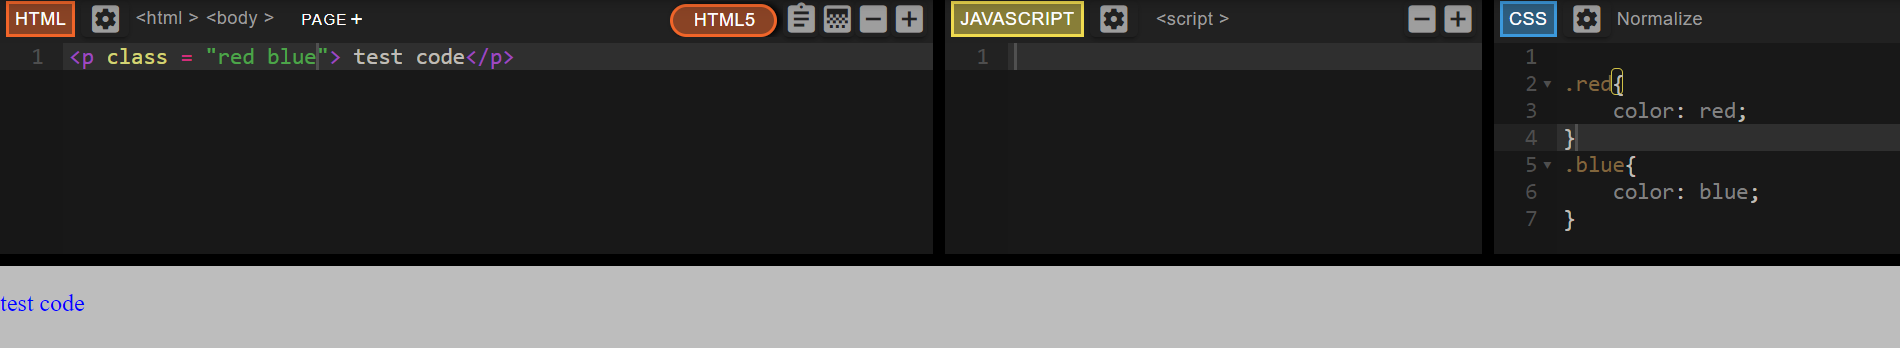 HTML <html > <body > PAGE + HTML5
1 <p class = "red blue"> test code</p>
JAVASCRIPT <script >
1
CSS Normalize
1
2 .red{
3 color: red;
4 }
5 .blue{
6 color: blue;
7 }
test code